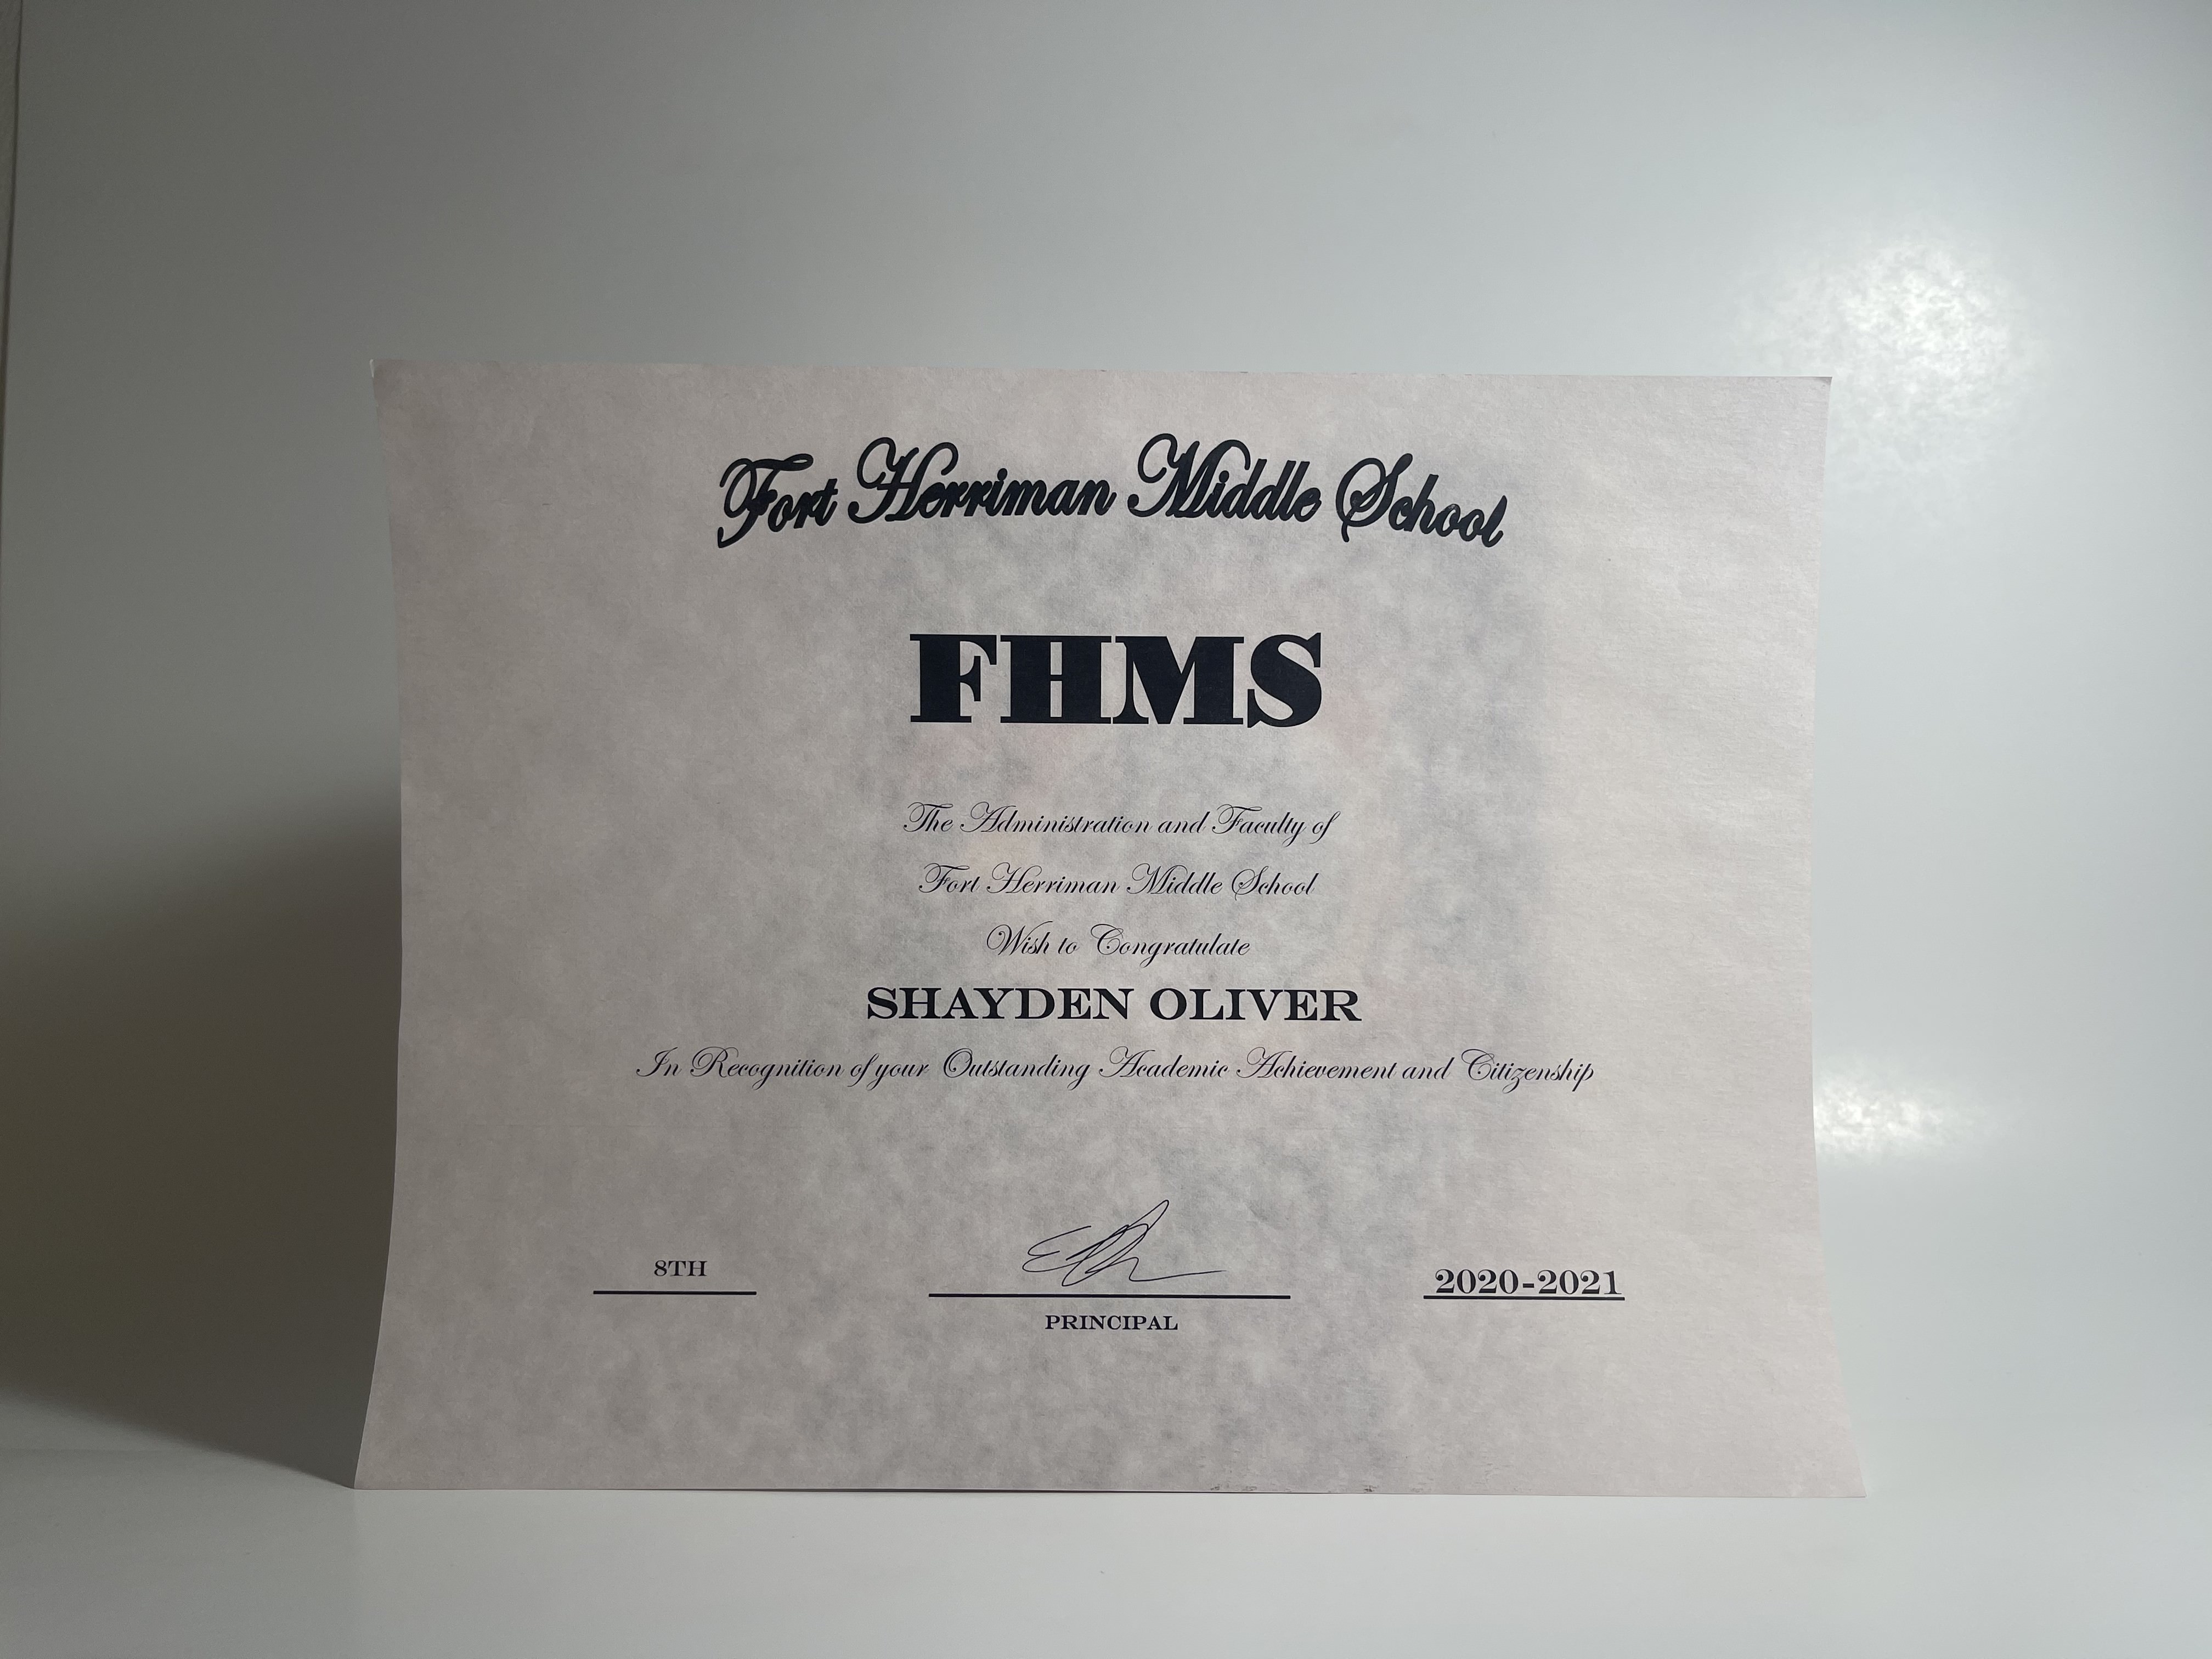 Fort Herriman Middle School
FHMS
The Administration and Faculty of
Fort Herriman Middle School
Wish to Congratulate
SHAYDEN OLIVER
In Recognition of your Outstanding Academic Achievement and Citizenship
8TH
2020-2021
PRINCIPAL